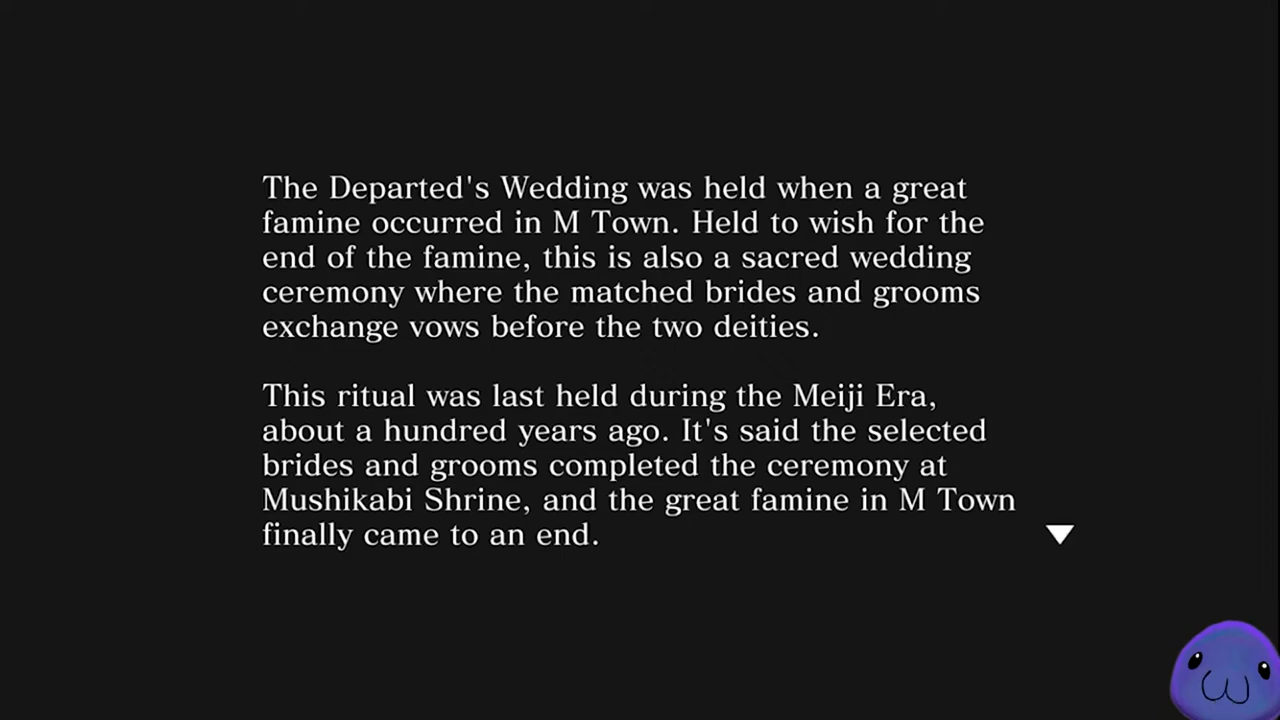 The Departed's Wedding was held when a great
famine occurred in M Town. Held to wish for the
end of the famine, this is also a sacred wedding
ceremony where the matched brides and grooms
exchange vows before the two deities.
This ritual was last held during the Meiji Era,
about a hundred years ago. It's said the selected
brides and grooms completed the ceremony at
Mushikabi Shrine, and the great famine in M Town
finally came to an end.